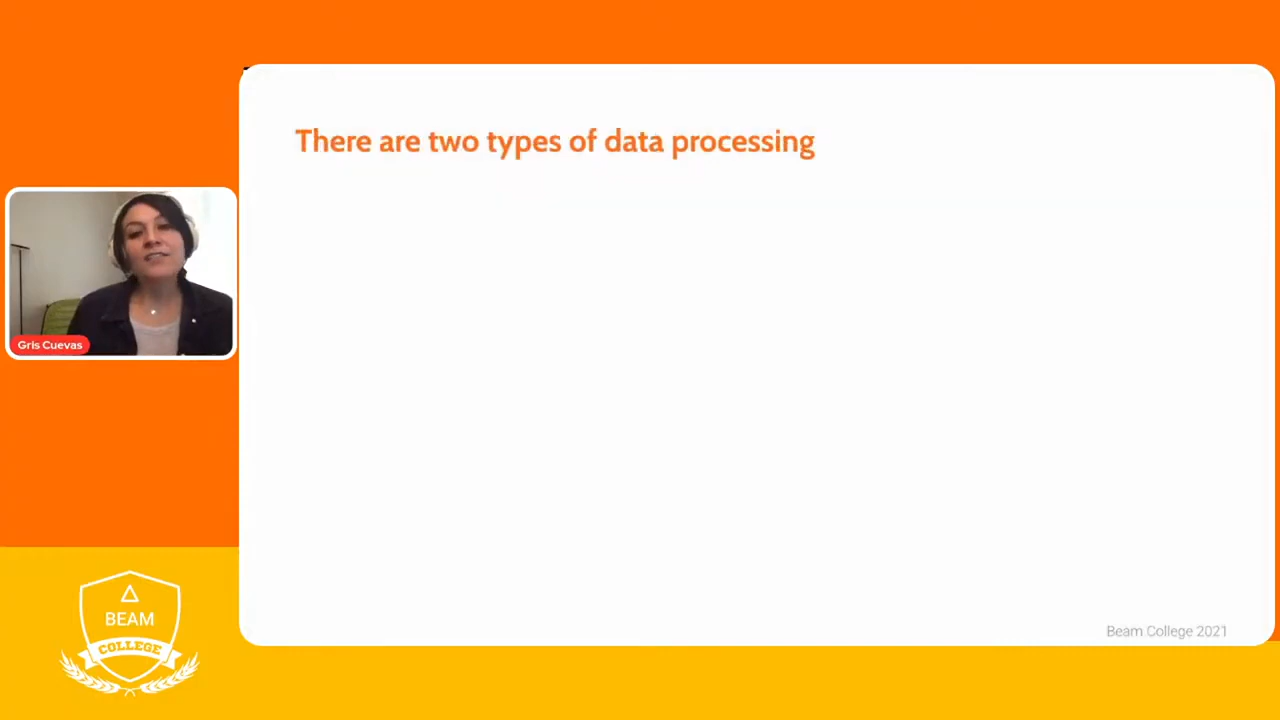 There are two types of data processing
Gris Cuevas
BEAM
COLLEGE
Beam College 2021